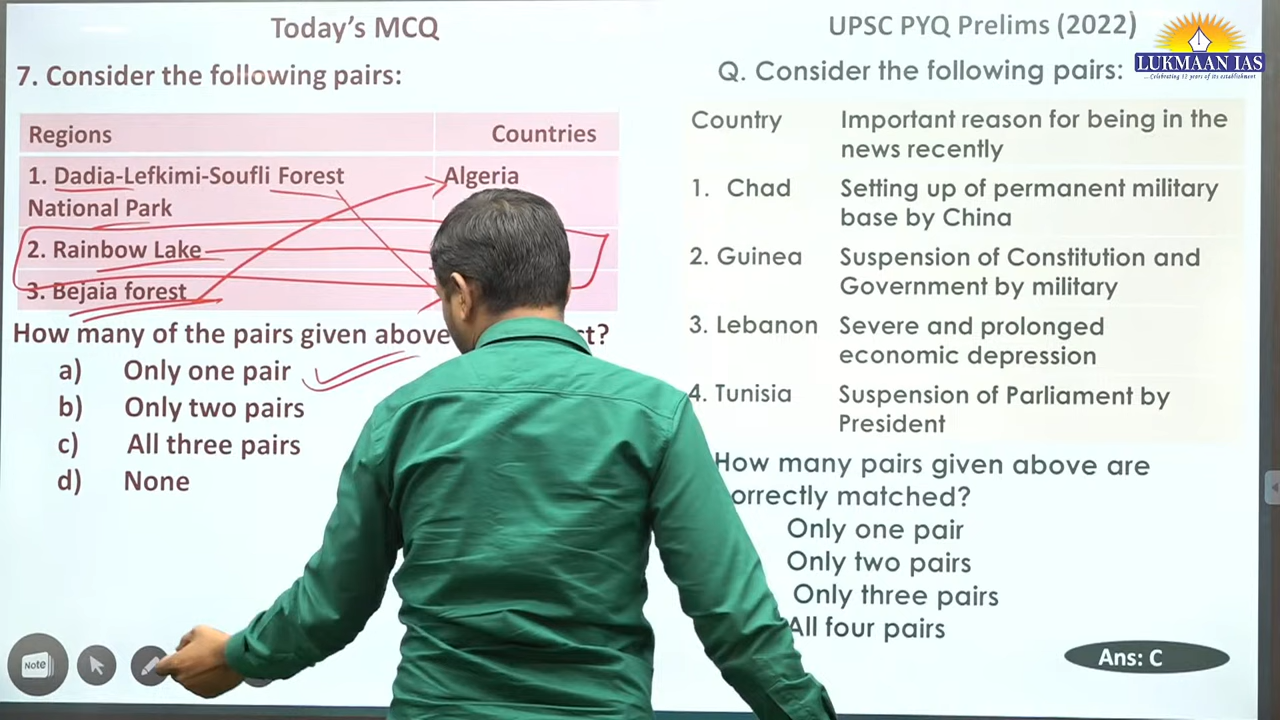 Today's MCQ
7. Consider the following pairs:
Regions Countries
1. Dadia-Lefkimi-Soufli Forest Algeria
National Park
2. Rainbow Lake
3. Bejaia forest
How many of the pairs given above
a) Only one pair
b) Only two pairs
c) All three pairs
d) None
Note
UPSC PYQ Prelims (2022)
LUKMAAN IAS
... Celebrating 12 years of its establishment
Q. Consider the following pairs:
Country Important reason for being in the
news recently
1. Chad Setting up of permanent military
base by China
2. Guinea Suspension of Constitution and
Government by military
3. Lebanon Severe and prolonged
economic depression
4. Tunisia Suspension of Parliament by
President
How many pairs given above are
orrectly matched?
Only one pair
Only two pairs
Only three pairs
All four pairs
Ans: C